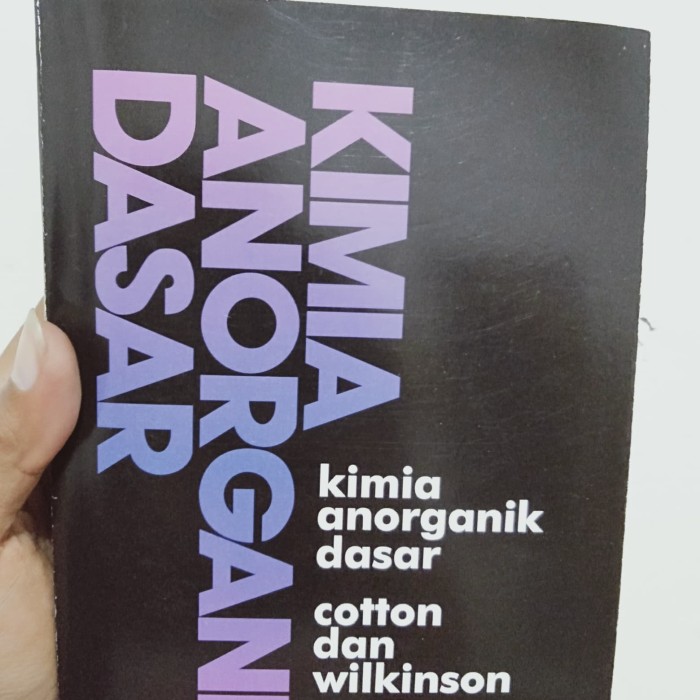 KIMIA
ANORGANI
DASAR
kimia
anorganik
dasar
cotton
dan
wilkinson